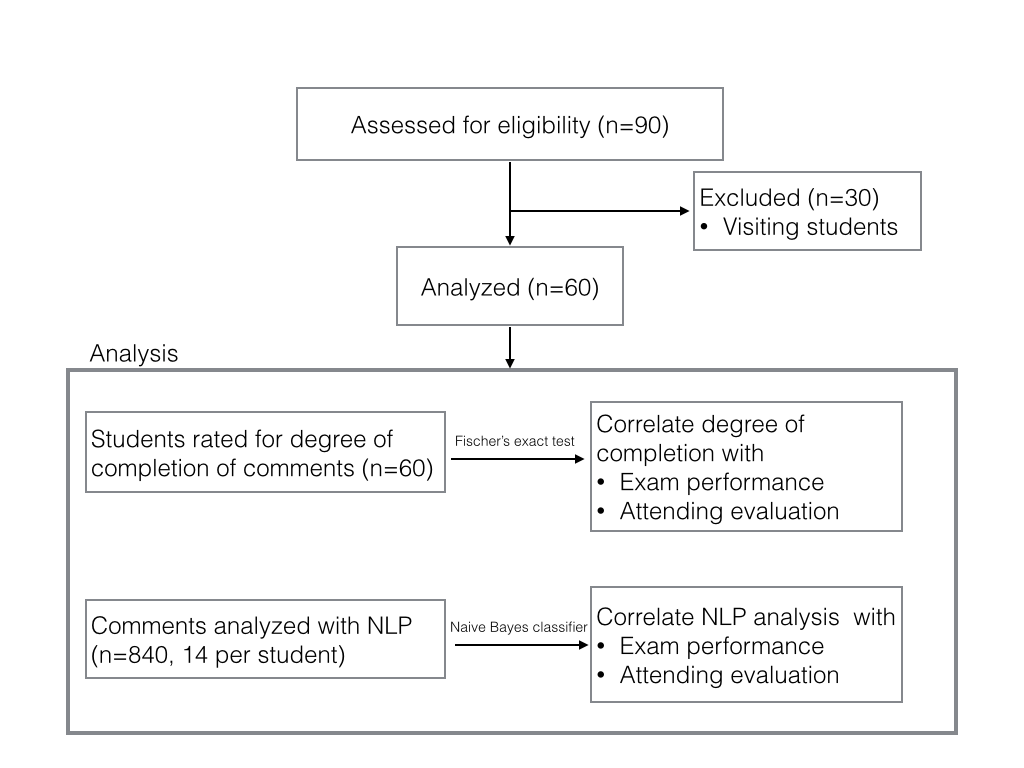 Assessed for eligibility (n=90)
Excluded (n=30)
• Visiting students
Analyzed (n=60)
Analysis
Students rated for degree of
completion of comments (n=60)
Fischer's exact test
Correlate degree of
completion with
• Exam performance
• Attending evaluation
Comments analyzed with NLP
(n=840, 14 per student)
Naive Bayes classifier
Correlate NLP analysis with
• Exam performance
• Attending evaluation